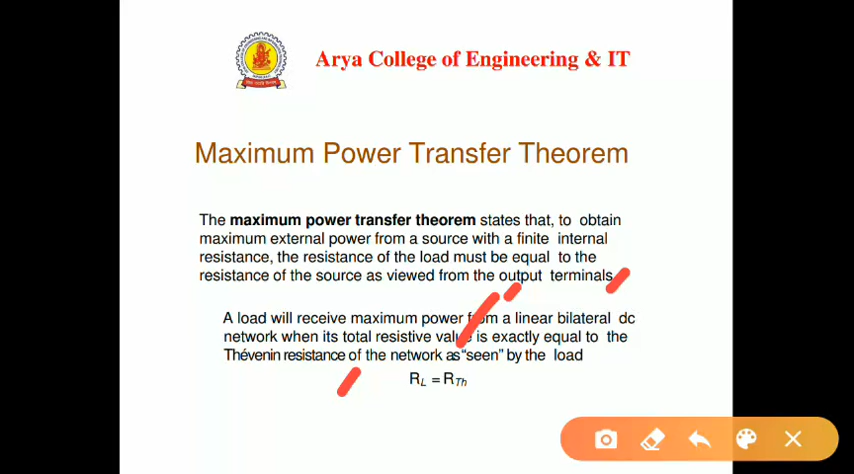 Arya College of Engineering & IT
Maximum Power Transfer Theorem
The maximum power transfer theorem states that, to obtain
maximum external power from a source with a finite internal
resistance, the resistance of the load must be equal to the
resistance of the source as viewed from the output terminals
A load will receive maximum power from a linear bilateral dc
network when its total resistive value is exactly equal to the
Thévenin resistance of the network as “seen” by the load
RL = RTh